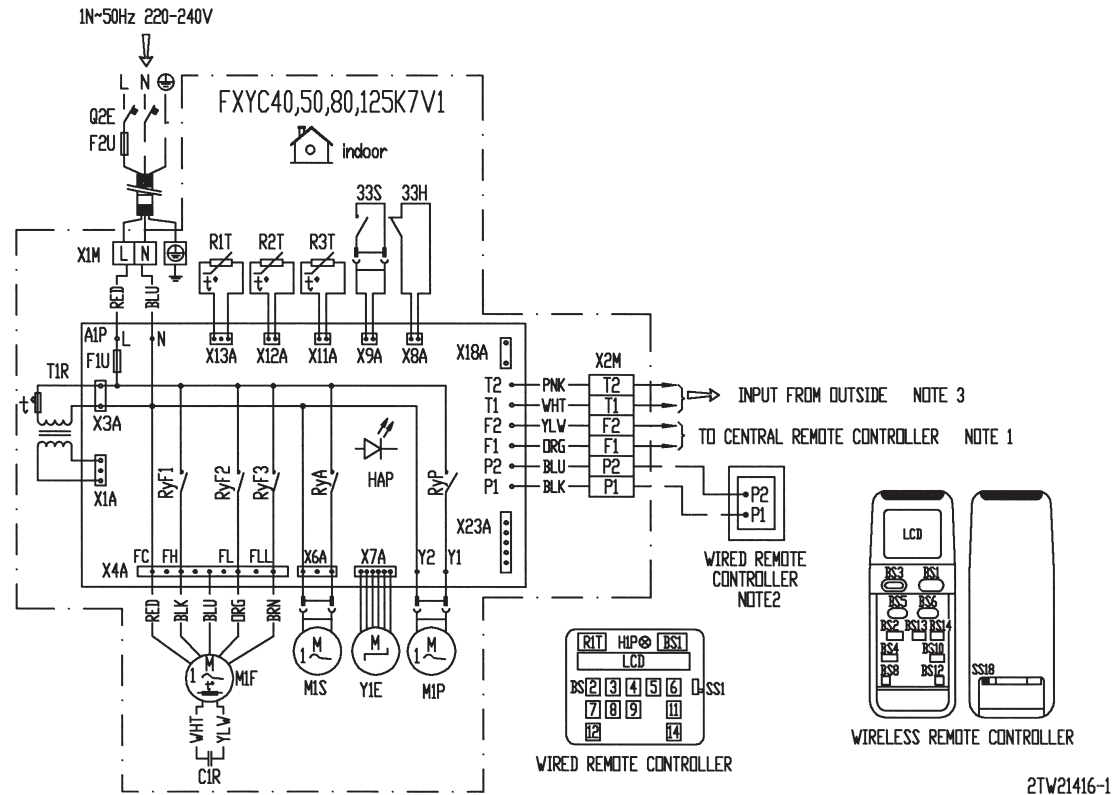 1N~50Hz 220-240V
L N
Q2E
F2U
FXYC40,50,80,125K7V1
indoor
33S 33H
X1M L N
R1T R2T R3T
t° t° t°
RED BLU
A1P L N
X13A X12A X11A X9A X8A
X18A
X2M
F1U
T1R
t°
X3A
X1A
T2 PNK T2
T1 WHT T1
F2 YLW F2
F1 ORG F1
P2 BLU P2
P1 BLK P1
INPUT FROM OUTSIDE NOTE 3
TO CENTRAL REMOTE CONTROLLER NOTE 1
P2
P1
WIRED REMOTE
CONTROLLER
NOTE2
RyF1 RyF2 RyF3 RyA RyP
HAP
X23A
FC FH FL FLL
X4A X6A X7A Y2 Y1
RED BLK BLU ORG BRN
M
1~
t°
M1F
WHT YLW
C1R
M
1~
M1S
M
Y1E
M
1~
M1P
R1T H1P BS1
LCD
BS 2 3 4 5 6 SS1
7 8 9 11
12 14
WIRED REMOTE CONTROLLER
LCD
BS3 BS1
BS5 BS6
BS2 BS13 BS14
BS4 BS10
BS8 BS12
SS18
WIRELESS REMOTE CONTROLLER
2TW21416-1